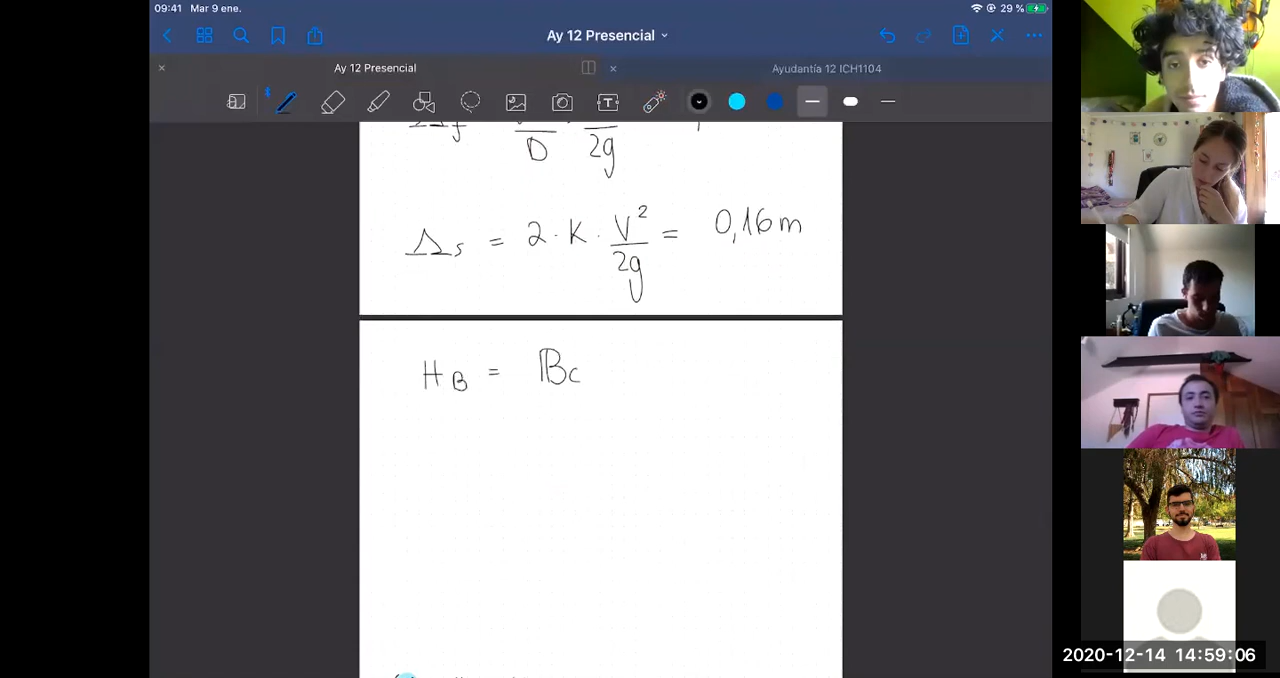 09:41 Mar 9 ene.
29 %
Ay 12 Presencial
Ay 12 Presencial
Ayudantía 12 ICH1104
D 2g
Δs = 2 · K · V² / 2g = 0,16 m
H_B = 𝔹c
2020-12-14 14:59:06